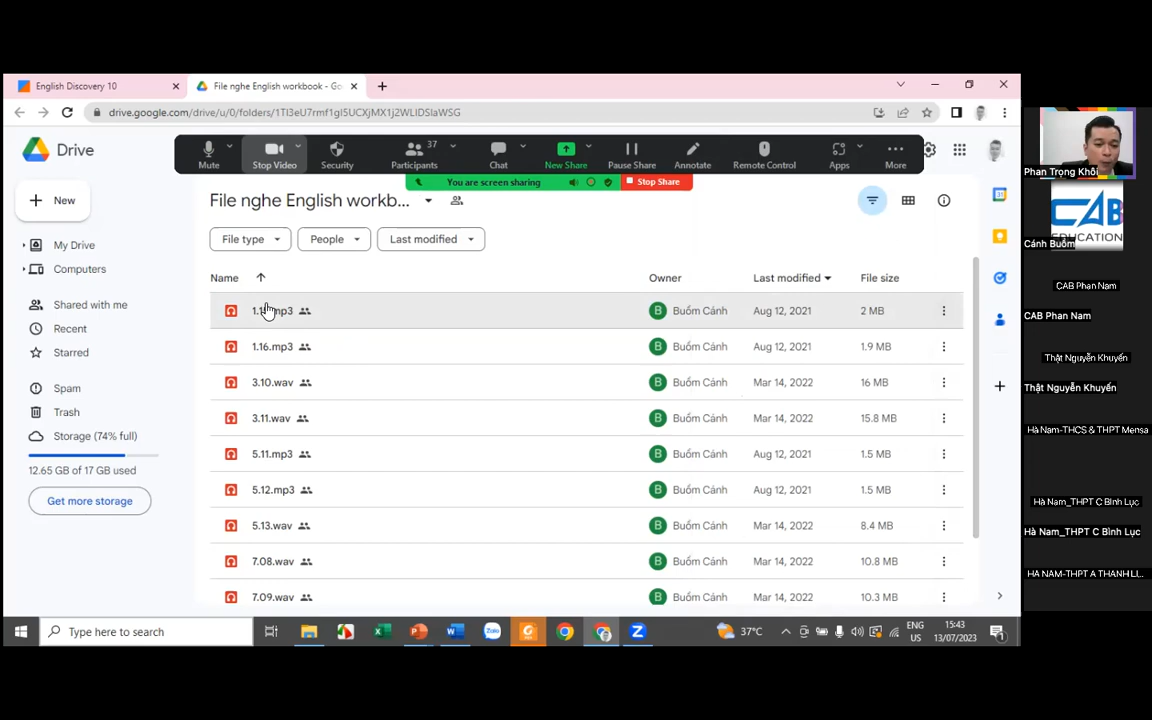 English Discovery 10
File nghe English workbook - Go
drive.google.com/drive/u/0/folders/1TI3eU7rmf1gI5UCXjMX1j2WLlDSlaWSG
Drive
Mute
Stop Video
Security
Participants
37
Chat
New Share
Pause Share
Annotate
Remote Control
Apps
More
You are screen sharing
Stop Share
New
File nghe English workb...
File type
People
Last modified
My Drive
Computers
Shared with me
Recent
Starred
Spam
Trash
Storage (74% full)
12.65 GB of 17 GB used
Get more storage
Name
Owner
Last modified
File size
B Buồm Cánh Aug 12, 2021 2 MB
1.16.mp3 B Buồm Cánh Aug 12, 2021 1.9 MB
3.10.wav B Buồm Cánh Mar 14, 2022 16 MB
3.11.wav B Buồm Cánh Mar 14, 2022 15.8 MB
5.11.mp3 B Buồm Cánh Aug 12, 2021 1.5 MB
5.12.mp3 B Buồm Cánh Aug 12, 2021 1.5 MB
5.13.wav B Buồm Cánh Mar 14, 2022 8.4 MB
7.08.wav B Buồm Cánh Mar 14, 2022 10.8 MB
7.09.wav B Buồm Cánh Mar 14, 2022 10.3 MB
Phan Trọng Khôi
CAB
EDUCATION
Cánh Buồm
CAB Phan Nam
CAB Phan Nam
Thật Nguyễn Khuyến
Thật Nguyễn Khuyến
Hà Nam-THCS & THPT Mensa
Hà Nam_THPT C Bình Lục
Hà Nam_THPT C Bình Lục
HÀ NAM-THPT A THANH LI...
Type here to search
37°C
ENG
US
15:43
13/07/2023